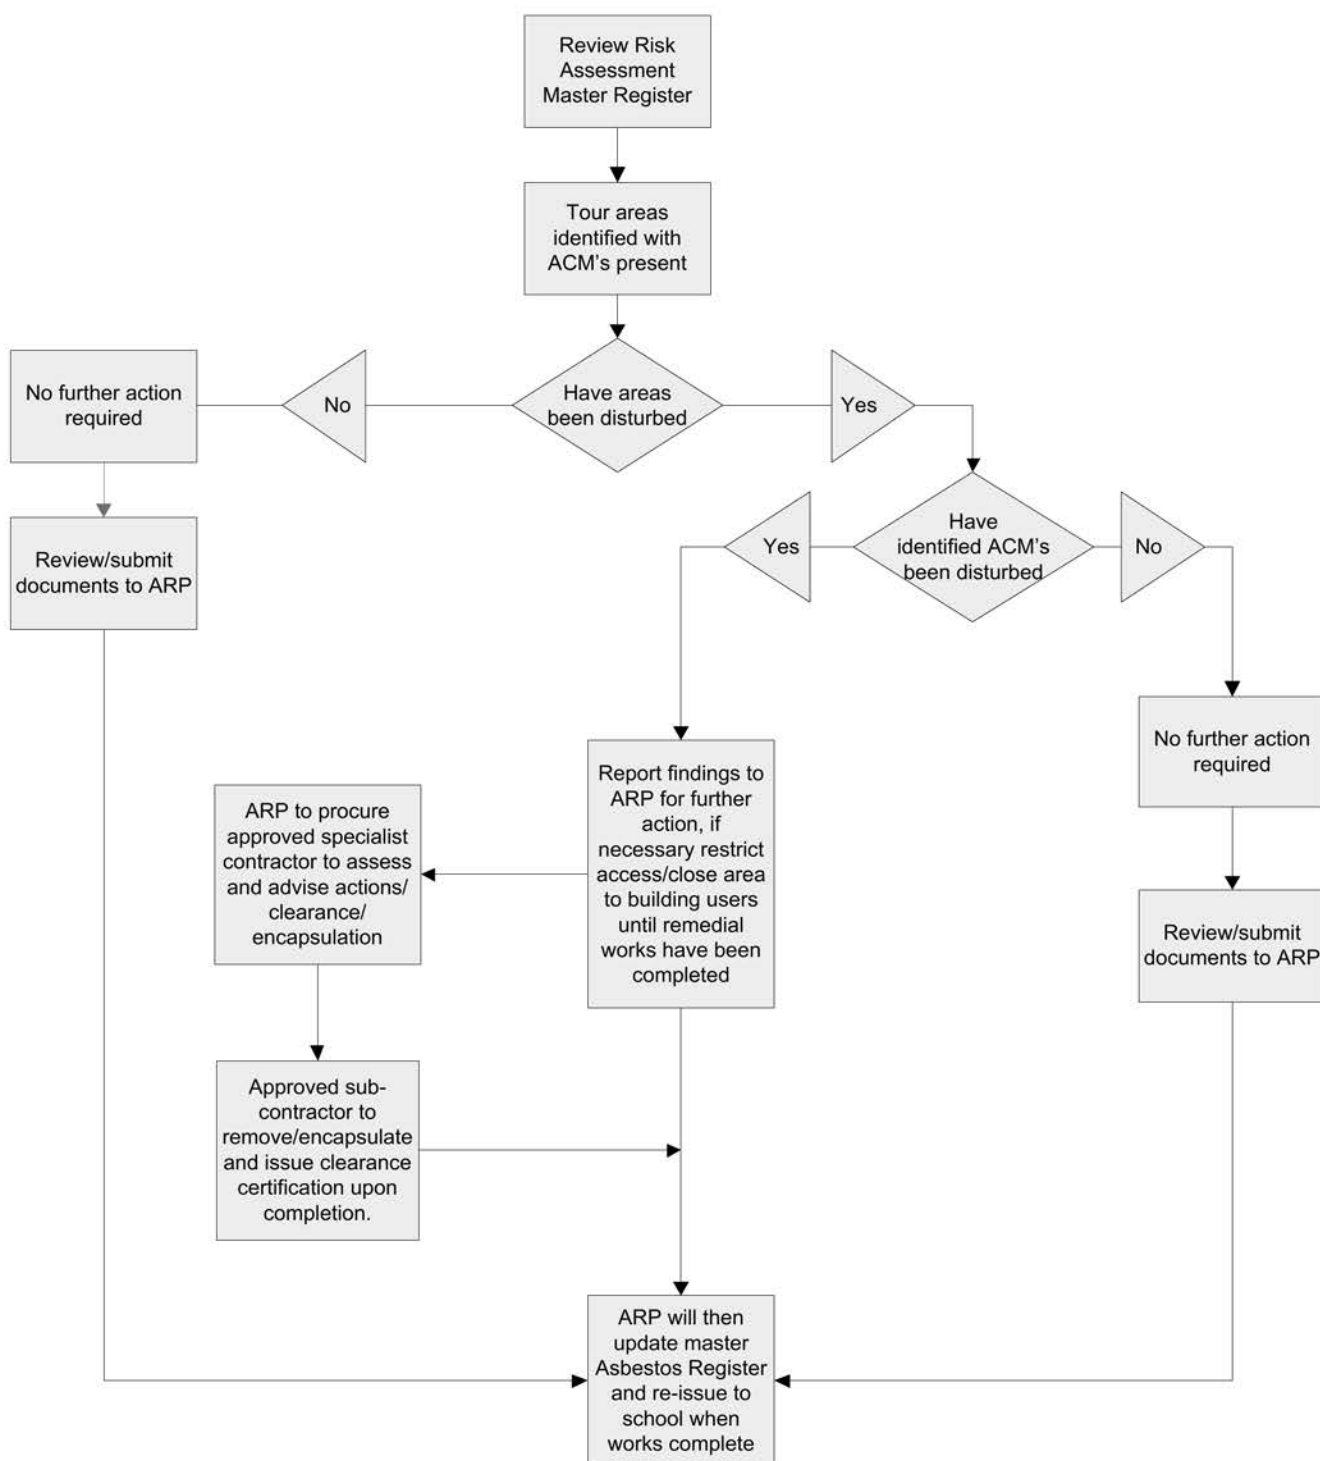 Review Risk
Assessment
Master Register
Tour areas
identified with
ACM's present
Have areas
been disturbed
No
Yes
No further action
required
Review/submit
documents to ARP
Have
identified ACM's
been disturbed
Yes
No
No further action
required
Review/submit
documents to ARP
Report findings to
ARP for further
action, if
necessary restrict
access/close area
to building users
until remedial
works have been
completed
ARP to procure
approved specialist
contractor to assess
and advise actions/
clearance/
encapsulation
Approved sub-
contractor to
remove/encapsulate
and issue clearance
certification upon
completion.
ARP will then
update master
Asbestos Register
and re-issue to
school when
works complete